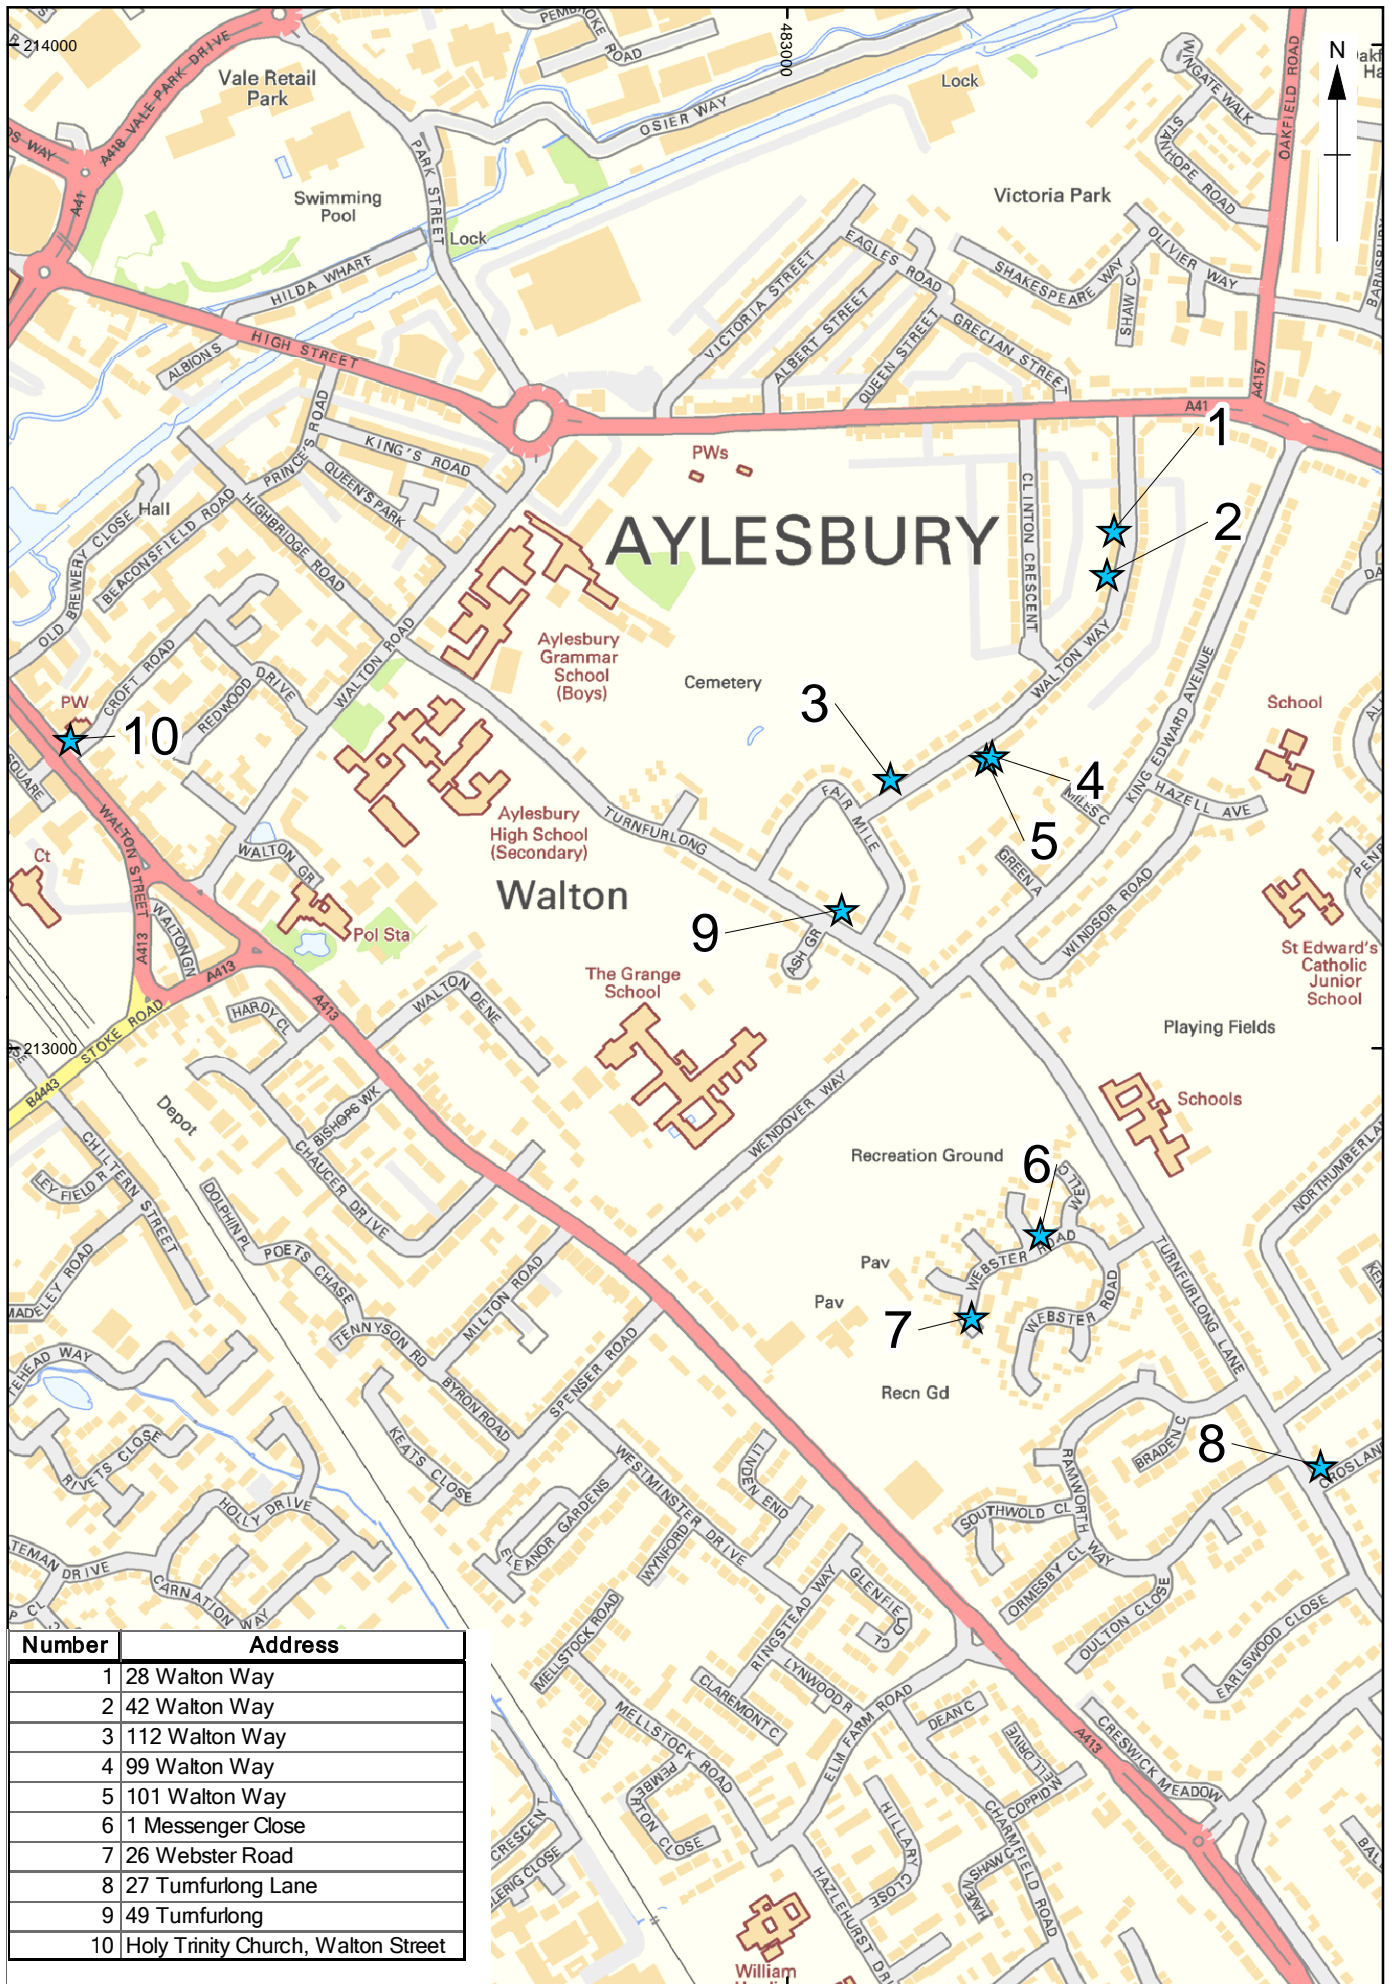 214000
483000
PEMBROKE ROAD
Vale Retail
Park
A418 VALE PARK DRIVE
A41
PARK STREET
OSIER WAY
Lock
WINGATE WALK
STANHOPE ROAD
OAKFIELD ROAD
N
Swimming
Pool
Lock
Victoria Park
HILDA WHARF
ALBIONS
HIGH STREET
VICTORIA STREET
EAGLES ROAD
ALBERT STREET
QUEEN STREET
GRECIAN STREET
SHAKESPEARE WAY
SHAW C
OLIVIER WAY
A4157
A41
1
KING'S ROAD
PRINCE'S ROAD
QUEEN'S PARK
HIGHBRIDGE ROAD
BEACONSFIELD ROAD
Hall
OLD BREWERY CLOSE
PWs
AYLESBURY
CLINTON CRESCENT
2
Aylesbury
Grammar
School
(Boys)
Cemetery
WALTON WAY
KING EDWARD AVENUE
School
PW
CROFT ROAD
REDWOOD DRIVE
WALTON ROAD
10
3
4
5
SQUARE
FAIR MILE
HAZELL AVE
WINDSOR ROAD
GREEN A
TURNFURLONG
Aylesbury
High School
(Secondary)
WALTON STREET
WALTON GR
Ct
Walton
Pol Sta
A413
WALTON GN
A413
A413
9
ASH GR
St Edward's
Catholic
Junior
School
The Grange
School
WALTON DENE
HARDY CL
STOKE ROAD
B4443
213000
Playing Fields
Schools
Depot
BISHOPS WK
CHAUCER DRIVE
WENDOVER WAY
Recreation Ground
6
CHILTERN STREET
DOLPHIN PL
POETS CHASE
MADELEY ROAD
Pav
Pav
WEBSTER ROAD
WEBSTER ROAD
7
TURNFURLONG LANE
MILTON ROAD
TENNYSON RD
BYRON ROAD
SPENSER ROAD
KEATS CLOSE
Recn Gd
BRADEN C
8
RIVETS CLOSE
HOLLY DRIVE
CARNATION WAY
ELEANOR GARDENS
WESTMINSTER DRIVE
WYNFORD
LINDEN END
RAMWORTH WAY
SOUTHWOLD CL
ORMESBY CL
OULTON CLOSE
EARLSWOOD CLOSE
MELLSTOCK ROAD
MELLSTOCK ROAD
RINGSTEAD WAY
GLENFIELD CL
LYNWOOD R
CLAREMONT C
ELM FARM ROAD
DEAN C
A413
CRESWICK MEADOW
PEMBERTON CLOSE
HILLARY CLOSE
CHARMFIELD ROAD
HAVENSHAW C
COPPIDWELL DRIVE
William
Number Address
1 28 Walton Way
2 42 Walton Way
3 112 Walton Way
4 99 Walton Way
5 101 Walton Way
6 1 Messenger Close
7 26 Webster Road
8 27 Turnfurlong Lane
9 49 Turnfurlong
10 Holy Trinity Church, Walton Street